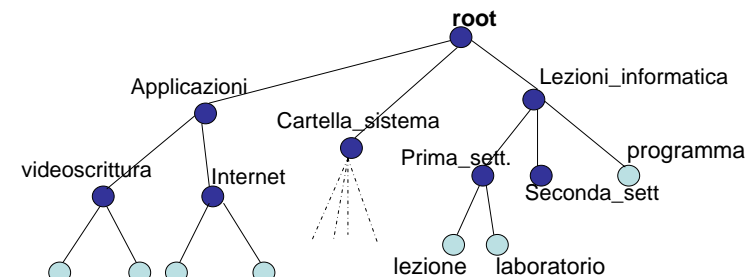 root
Applicazioni
Lezioni_informatica
Cartella_sistema
videoscrittura
Internet
Prima_sett.
programma
Seconda_sett
lezione
laboratorio